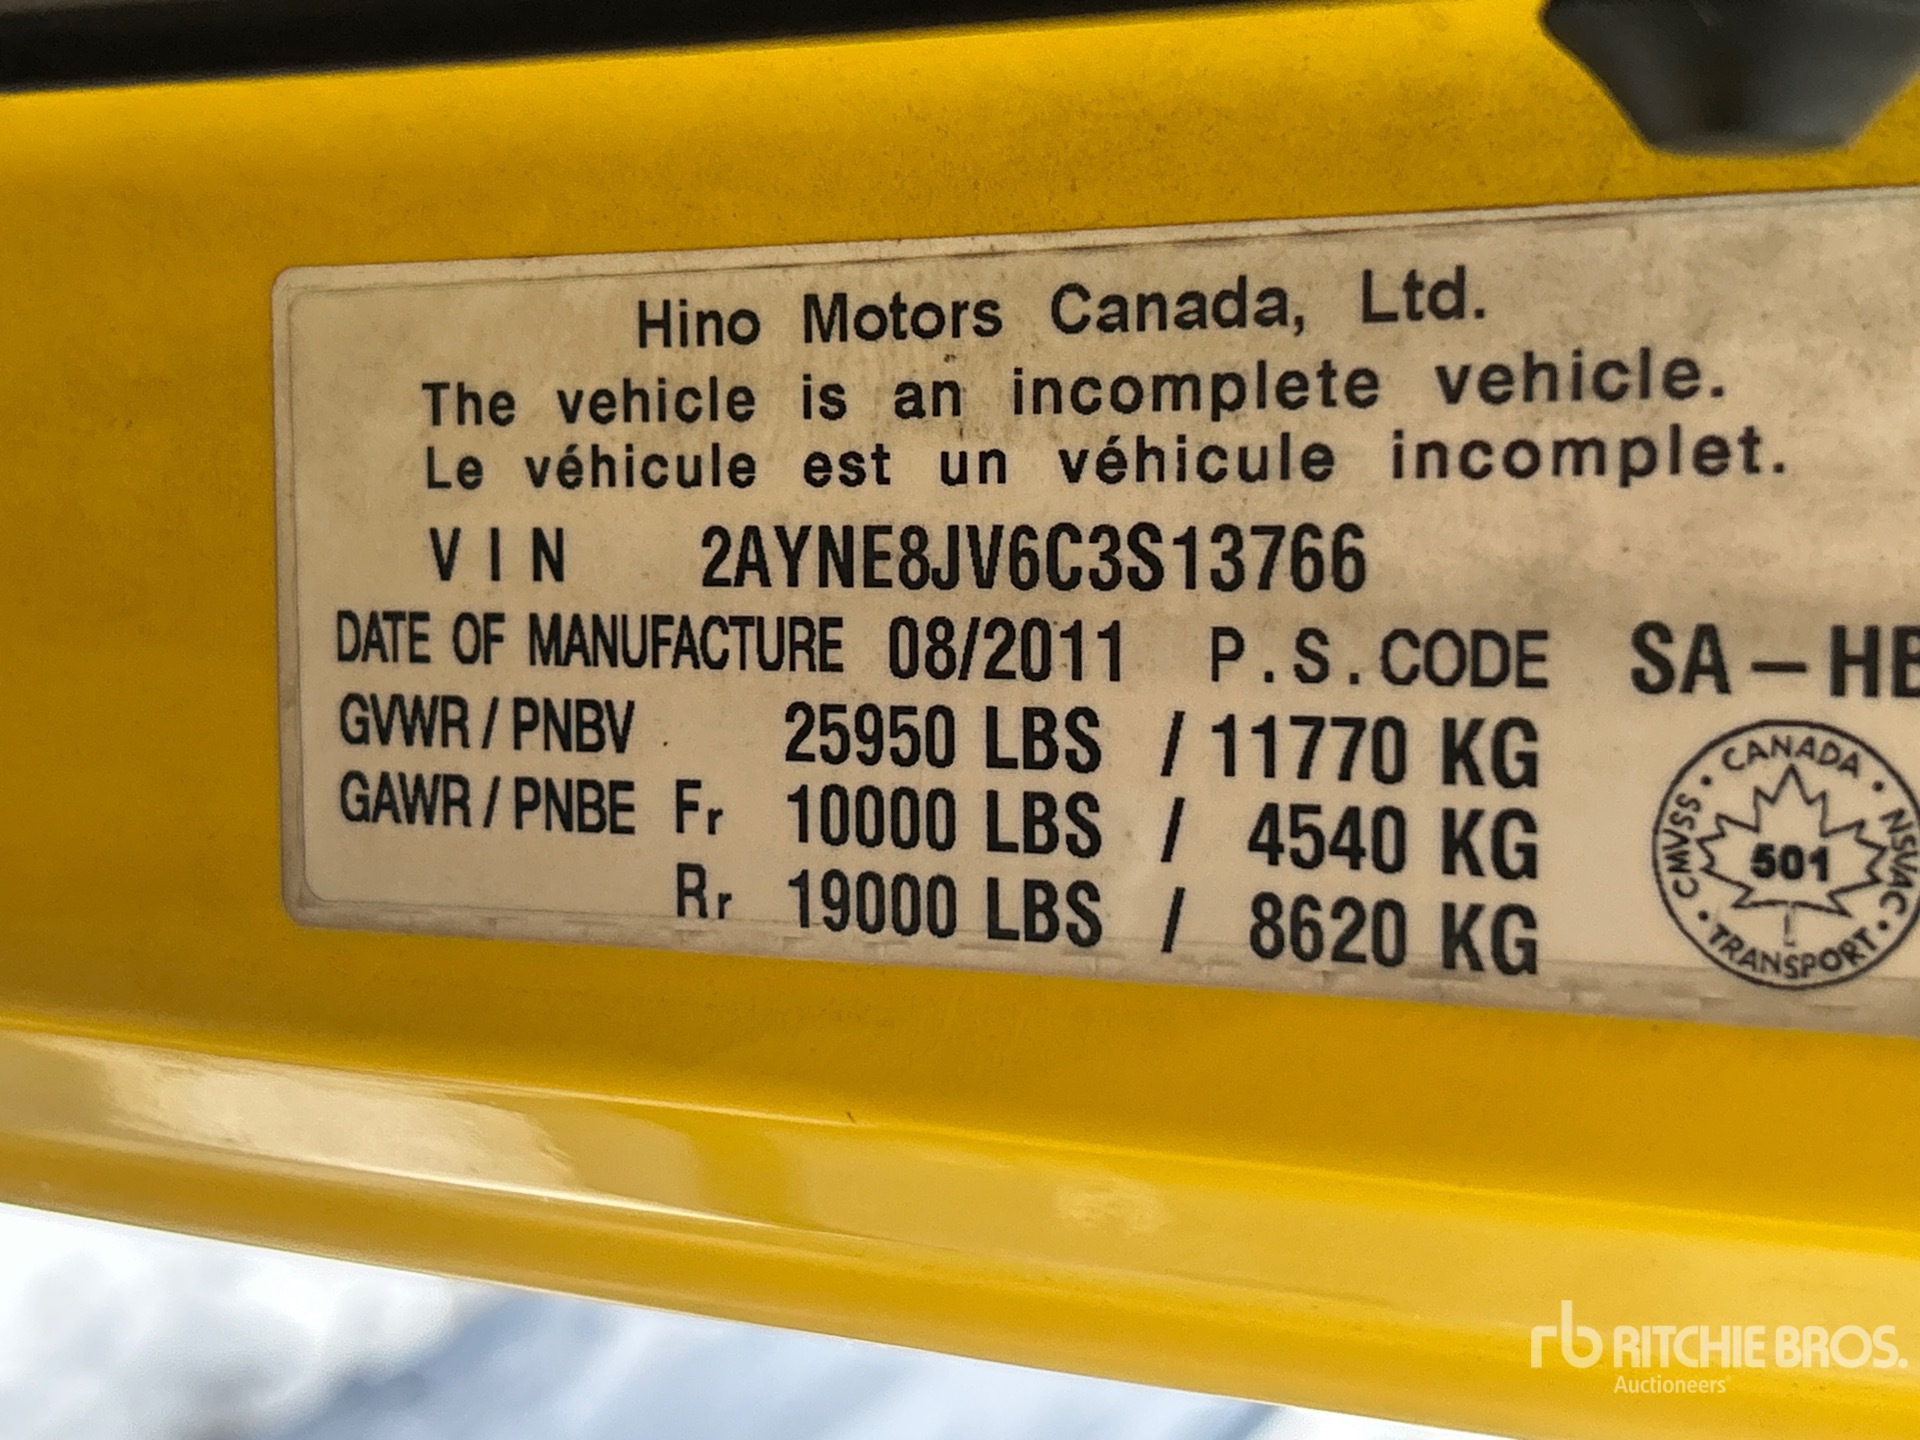 Hino Motors Canada, Ltd.
The vehicle is an incomplete vehicle.
Le véhicule est un véhicule incomplet.
VIN 2AYNE8JV6C3S13766
DATE OF MANUFACTURE 08/2011 P.S.CODE SA-HB
GVWR/PNBV 25950 LBS / 11770 KG
GAWR/PNBE Fr 10000 LBS / 4540 KG
Rr 19000 LBS / 8620 KG
CANADA · NSVAC · TRANSPORT · CMVSS ·
501
rb RITCHIE BROS.
Auctioneers